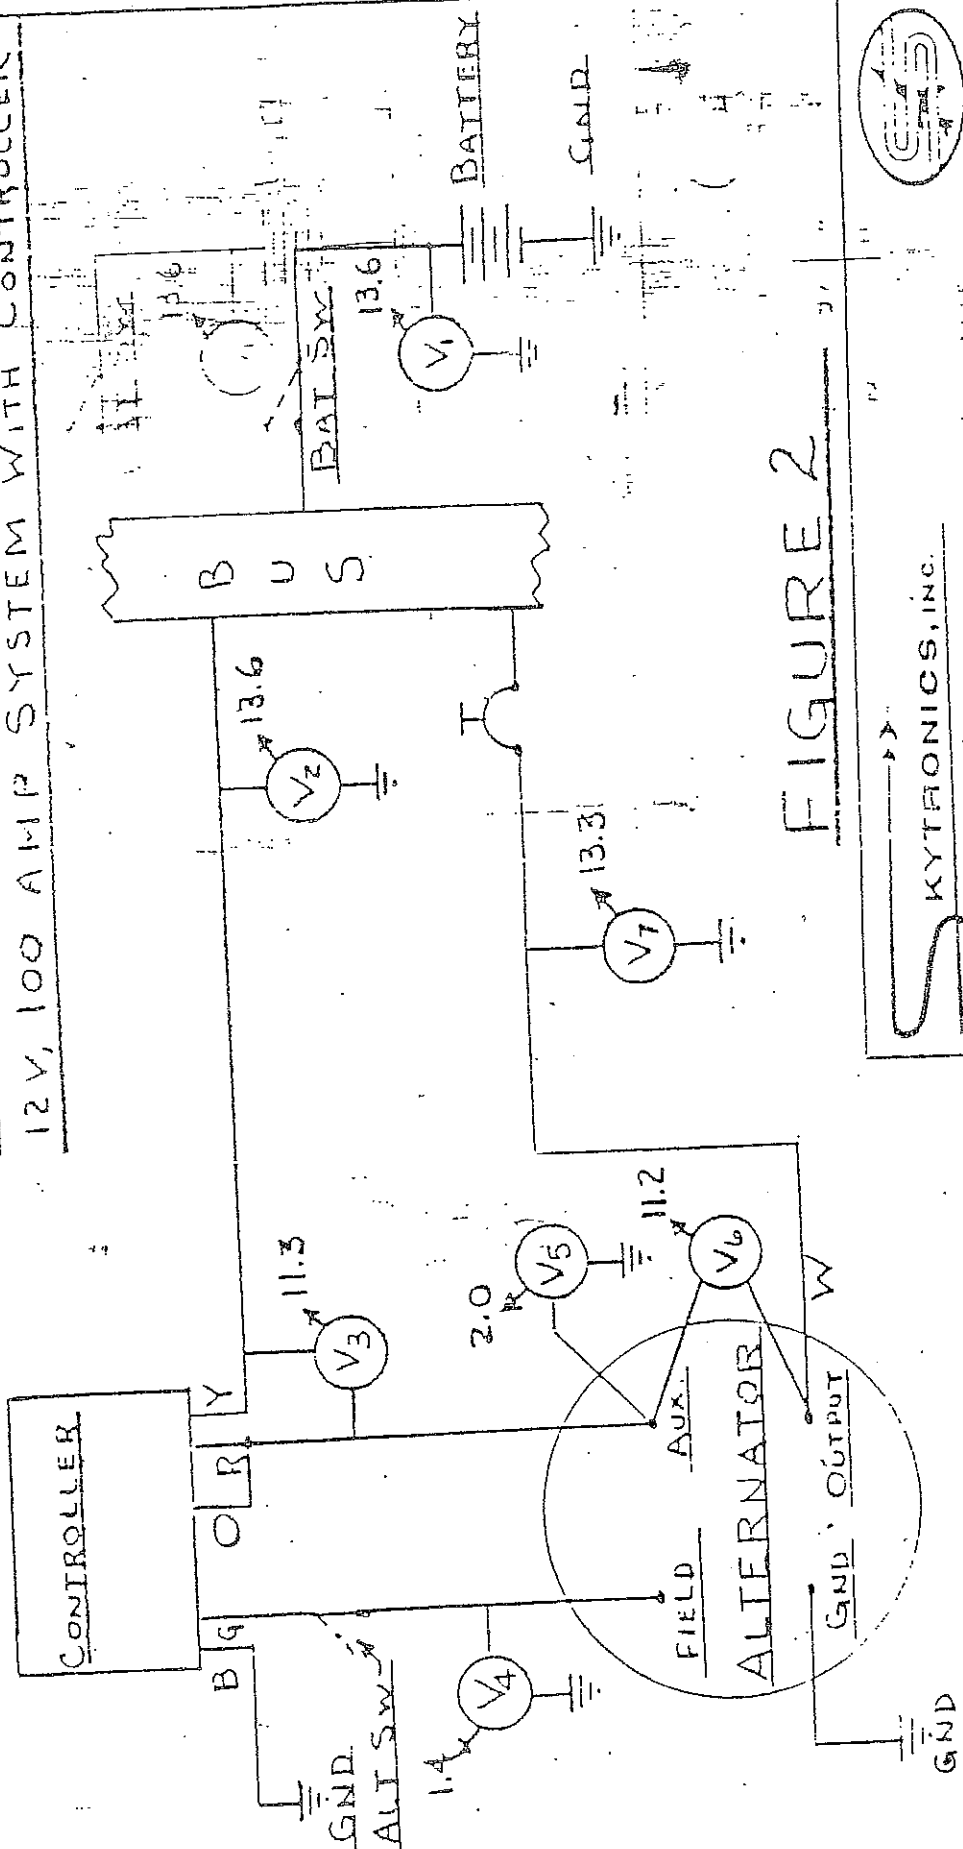 12V, 100 AMP SYSTEM WITH CONTROLLER
CONTROLLER
B G O R Y
GND
ALT SW
1.4
V4
V3
11.3
V2
13.6
BUS
BAT SW
13.6
13.6
V1
BATTERY
GND
FIELD
AUX.
ALTERNATOR
GND
OUTPUT
GND
2.0
V5
V6
11.2
W
V7
13.3
FIGURE 2
KYTRONICS, INC.